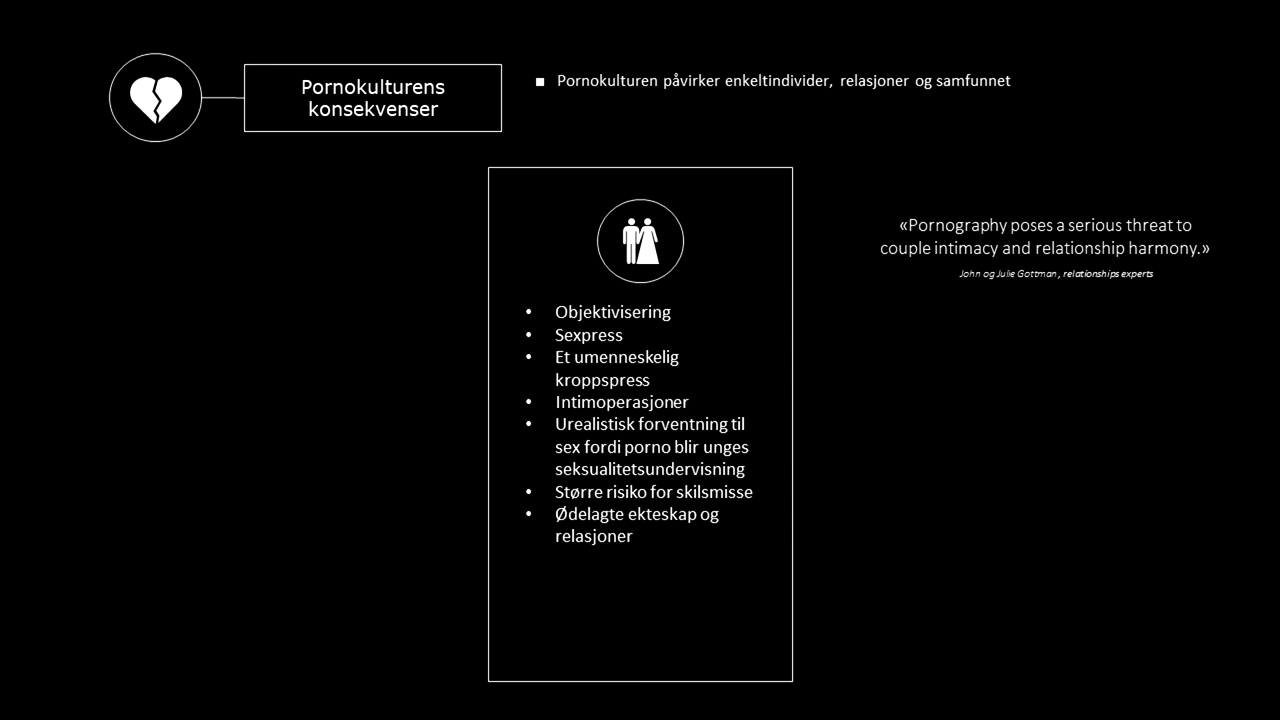 Pornokulturens
konsekvenser
▪ Pornokulturen påvirker enkeltindivider, relasjoner og samfunnet
«Pornography poses a serious threat to
couple intimacy and relationship harmony.»
John og Julie Gottman, relationships experts
• Objektivisering
• Sexpress
• Et umenneskelig
kroppspress
• Intimoperasjoner
• Urealistisk forventning til
sex fordi porno blir unges
seksualitetsundervisning
• Større risiko for skilsmisse
• Ødelagte ekteskap og
relasjoner